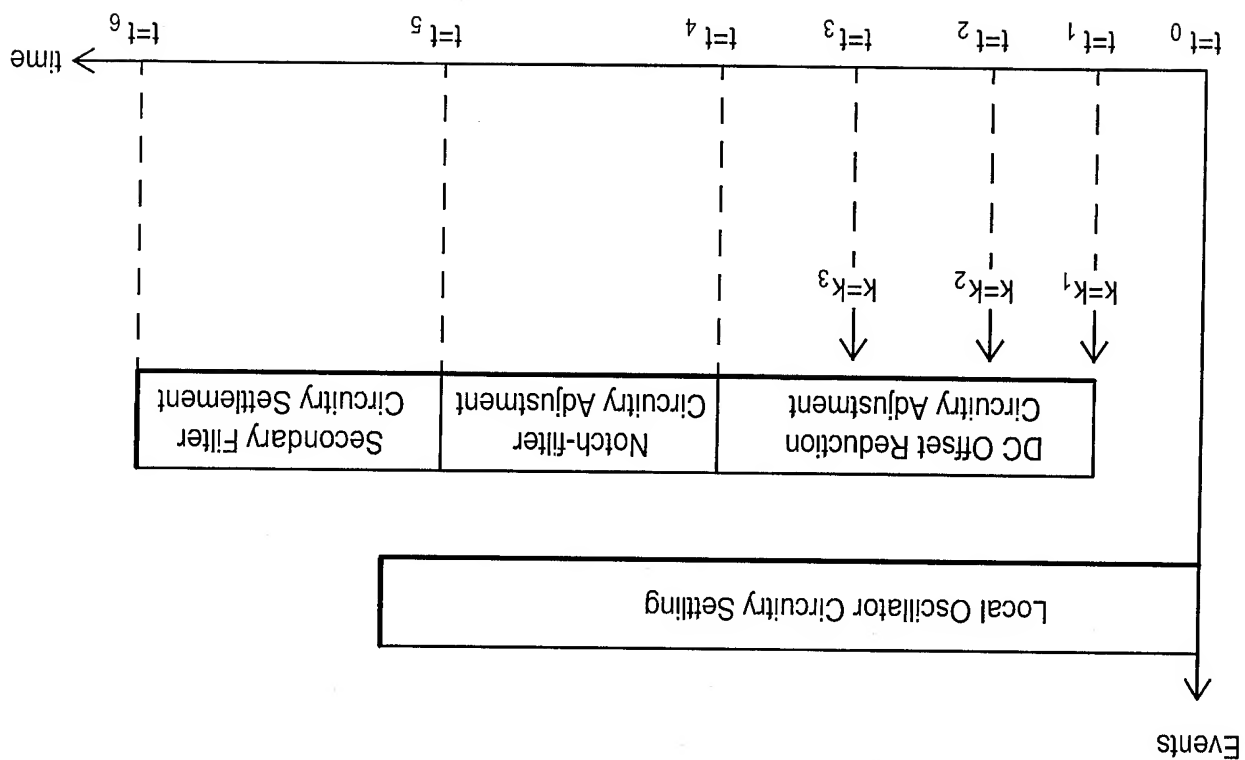 Events
Local Oscillator Circuitry Settling
DC Offset Reduction
Circuitry Adjustment
Notch-filter
Circuitry Adjustment
Secondary Filter
Circuitry Settlement
k=k1
k=k2
k=k3
time
t=t0
t=t1
t=t2
t=t3
t=t4
t=t5
t=t6